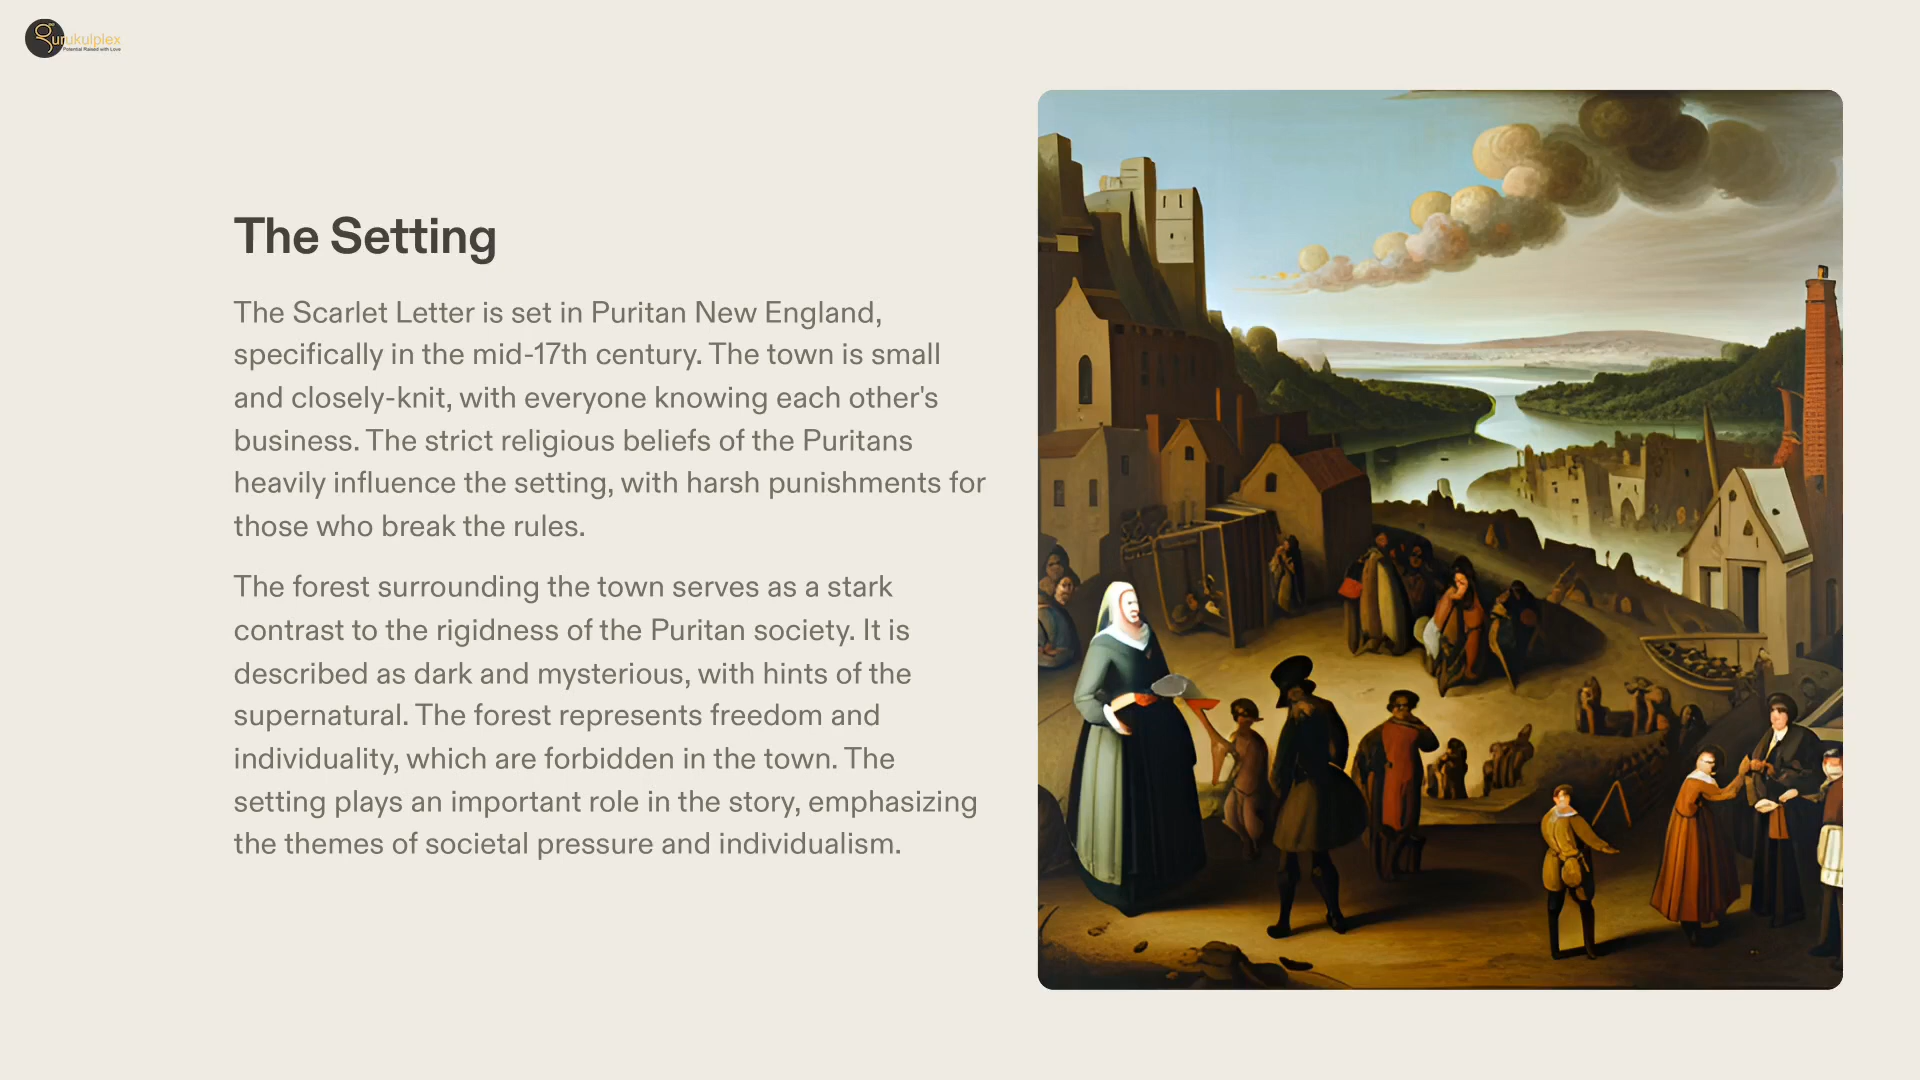 gurukulplex
Potential Raised with Love
The Setting
The Scarlet Letter is set in Puritan New England,
specifically in the mid-17th century. The town is small
and closely-knit, with everyone knowing each other's
business. The strict religious beliefs of the Puritans
heavily influence the setting, with harsh punishments for
those who break the rules.
The forest surrounding the town serves as a stark
contrast to the rigidness of the Puritan society. It is
described as dark and mysterious, with hints of the
supernatural. The forest represents freedom and
individuality, which are forbidden in the town. The
setting plays an important role in the story, emphasizing
the themes of societal pressure and individualism.